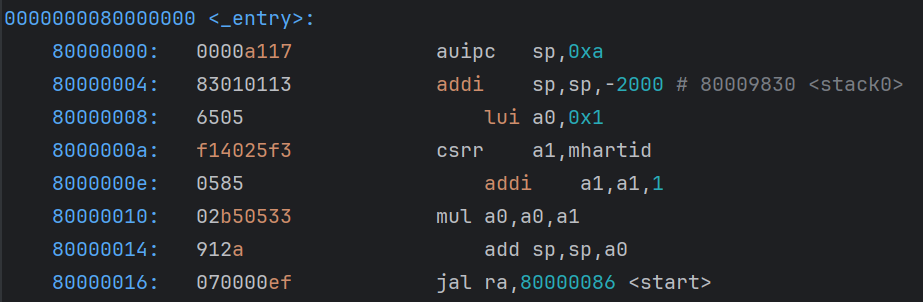 0000000080000000 <_entry>:
80000000: 0000a117 auipc sp,0xa
80000004: 83010113 addi sp,sp,-2000 # 80009830 <stack0>
80000008: 6505 lui a0,0x1
8000000a: f14025f3 csrr a1,mhartid
8000000e: 0585 addi a1,a1,1
80000010: 02b50533 mul a0,a0,a1
80000014: 912a add sp,sp,a0
80000016: 070000ef jal ra,80000086 <start>